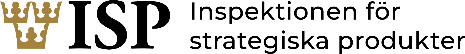 ISP Inspektionen för
strategiska produkter